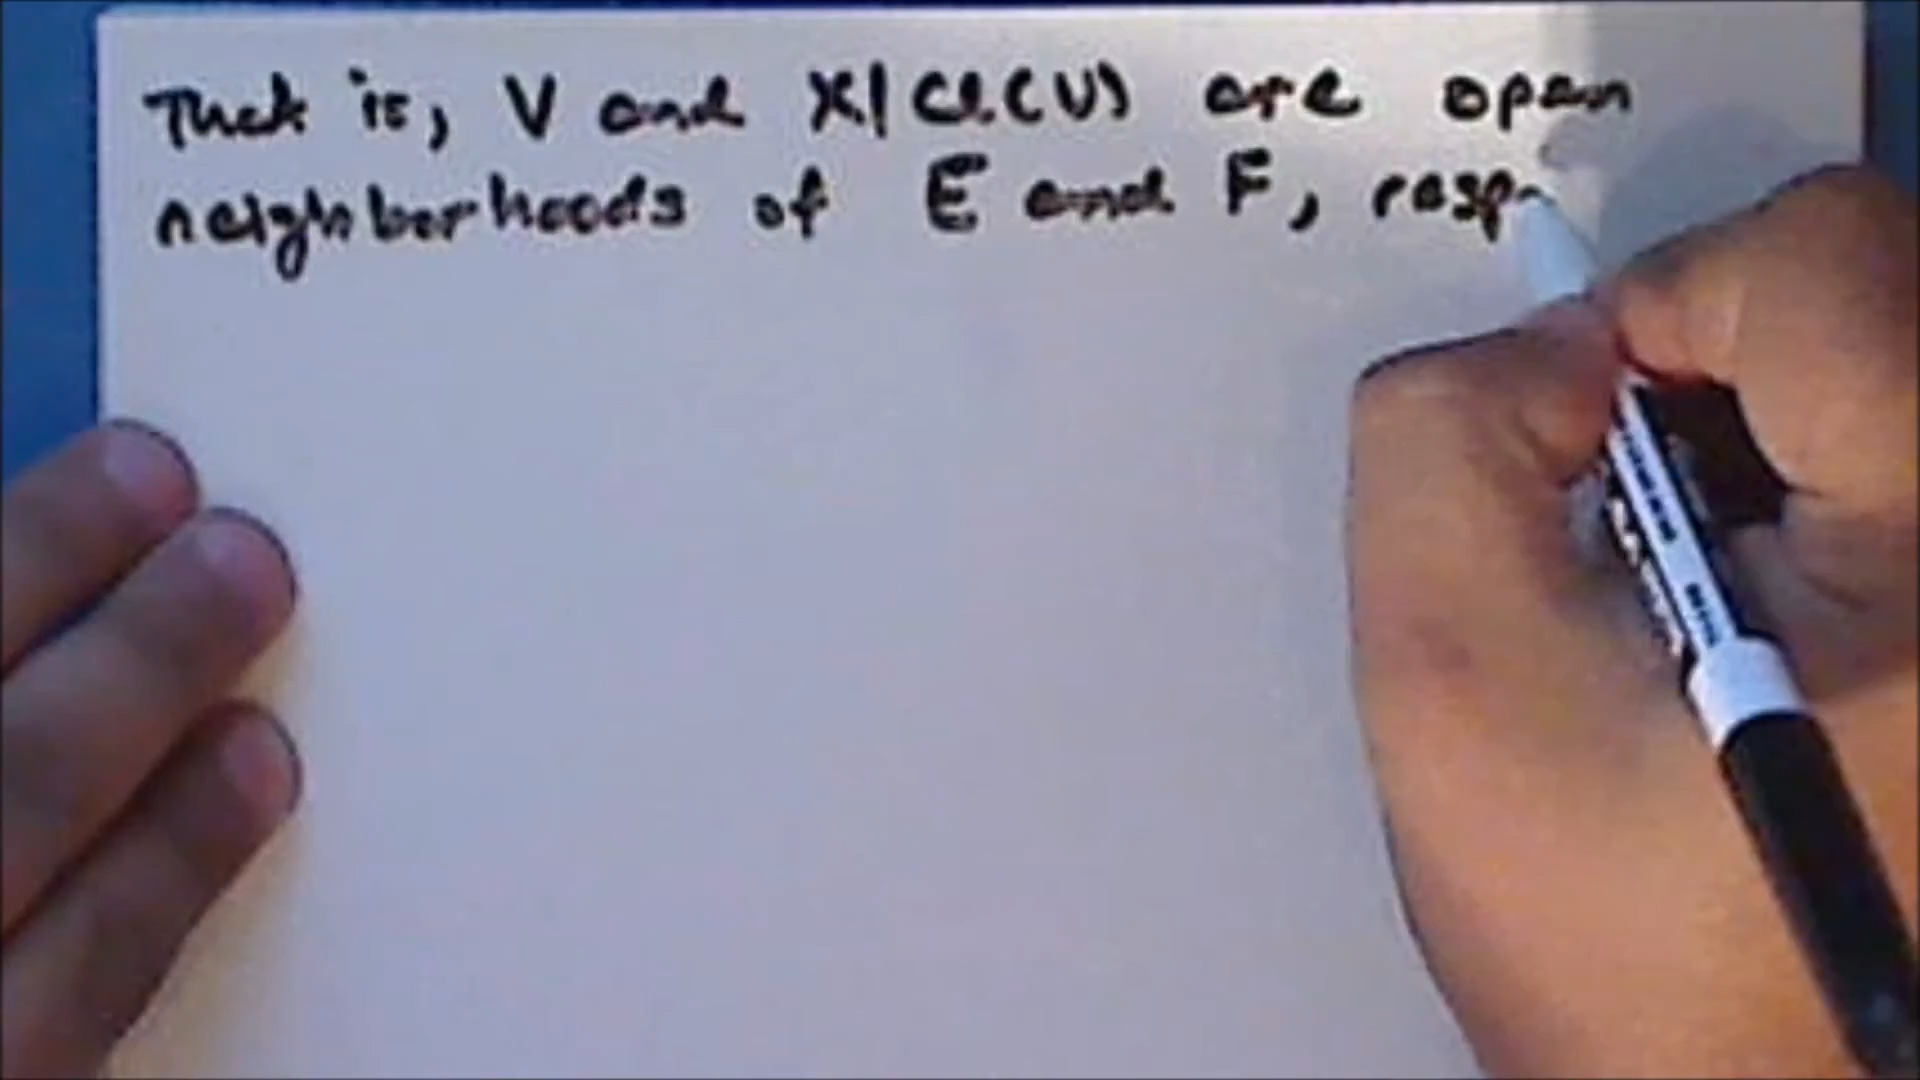 That is, V and X\Cl(V) are open
neighborhoods of E and F, resp